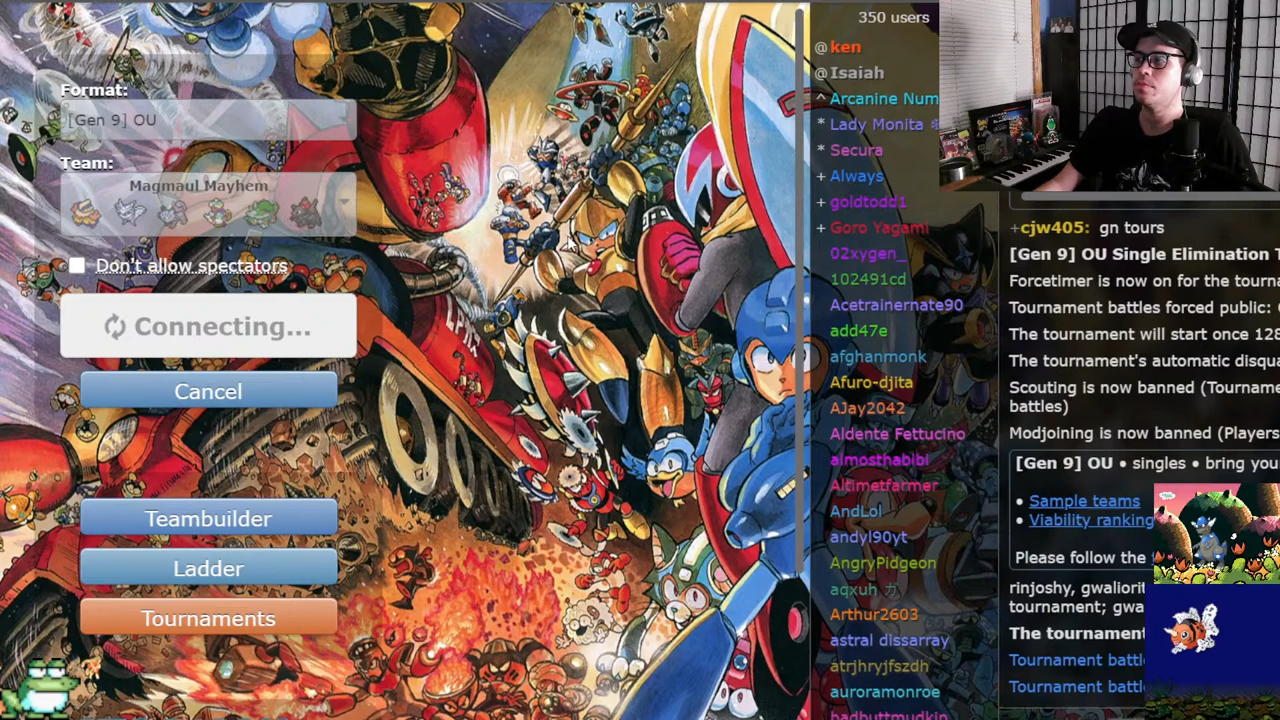 Format:
[Gen 9] OU
Team:
Magmaul Mayhem
Don't allow spectators
Connecting...
Cancel
Teambuilder
Ladder
Tournaments
350 users
@ken
@Isaiah
^ Arcanine Num
* Lady Monita ❄
* Secura
+ Always
+ goldtodd1
+ Goro Yagami
02xygen_
102491cd
Acetrainernate90
add47e
afghanmonk
Afuro-djita
AJay2042
Aldente Fettucino
almosthabibi
Altimetfarmer
AndLol
andyl90yt
AngryPidgeon
aqxuh カ
Arthur2603
astral dissarray
atrjhryjfszdh
auroramonroe
badbuttmudkin
+cjw405: gn tours
[Gen 9] OU Single Elimination T
Forcetimer is now on for the tourna
Tournament battles forced public:
The tournament will start once 128
The tournament's automatic disqua
Scouting is now banned (Tourname
battles)
Modjoining is now banned (Players
[Gen 9] OU • singles • bring you
• Sample teams
• Viability ranking
Please follow the
rinjoshy, gwaliorit
tournament; gwa
The tournament
Tournament battl
Tournament battl